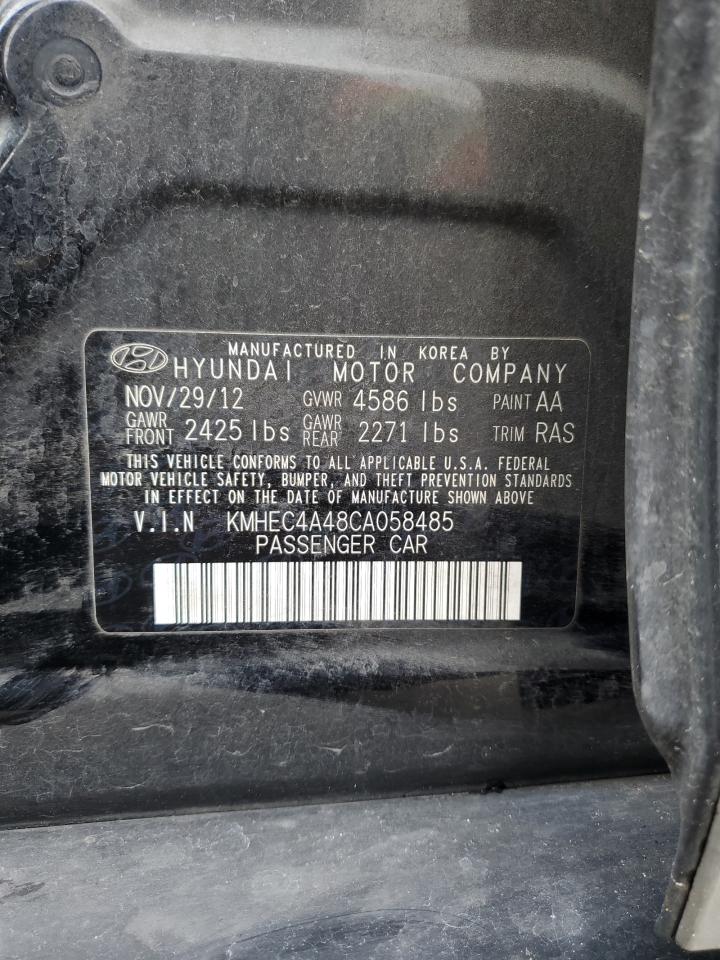 MANUFACTURED IN KOREA BY
HYUNDAI MOTOR COMPANY
NOV/29/12 GVWR 4586 lbs PAINT AA
GAWR FRONT 2425 lbs GAWR REAR 2271 lbs TRIM RAS
THIS VEHICLE CONFORMS TO ALL APPLICABLE U.S.A. FEDERAL
MOTOR VEHICLE SAFETY, BUMPER, AND THEFT PREVENTION STANDARDS
IN EFFECT ON THE DATE OF MANUFACTURE SHOWN ABOVE
V.I.N KMHEC4A48CA058485
PASSENGER CAR